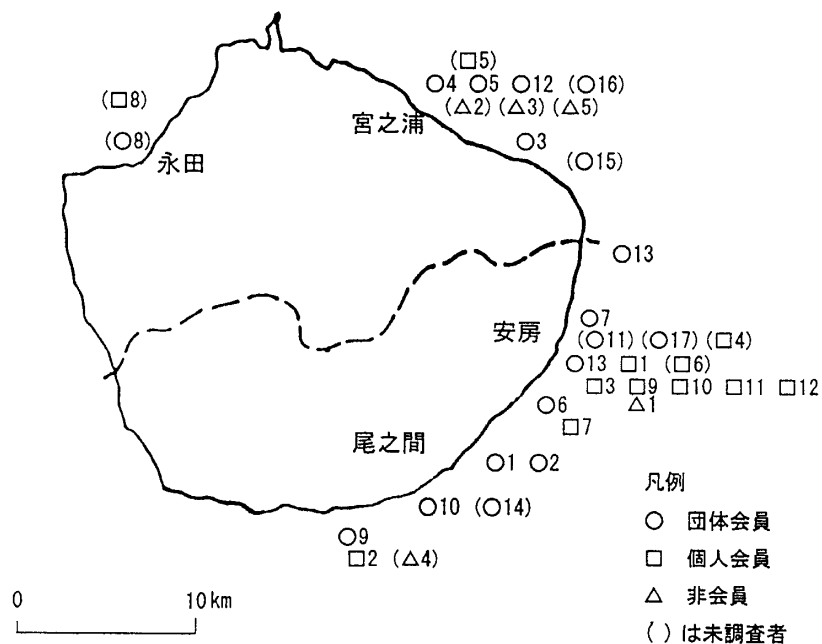 (□5)
○4 ○5 ○12 (○16)
(△2) (△3) (△5)
(□8)
宮之浦
○3
(○8)
永田
(○15)
○13
○7
安房
(○11) (○17) (□4)
○13 □1 (□6)
□3 □9 □10 □11 □12
○6 △1
□7
尾之間
○1 ○2
○10 (○14)
○9
□2 (△4)
凡例
○ 団体会員
□ 個人会員
△ 非会員
( ) は未調査者
0 10km